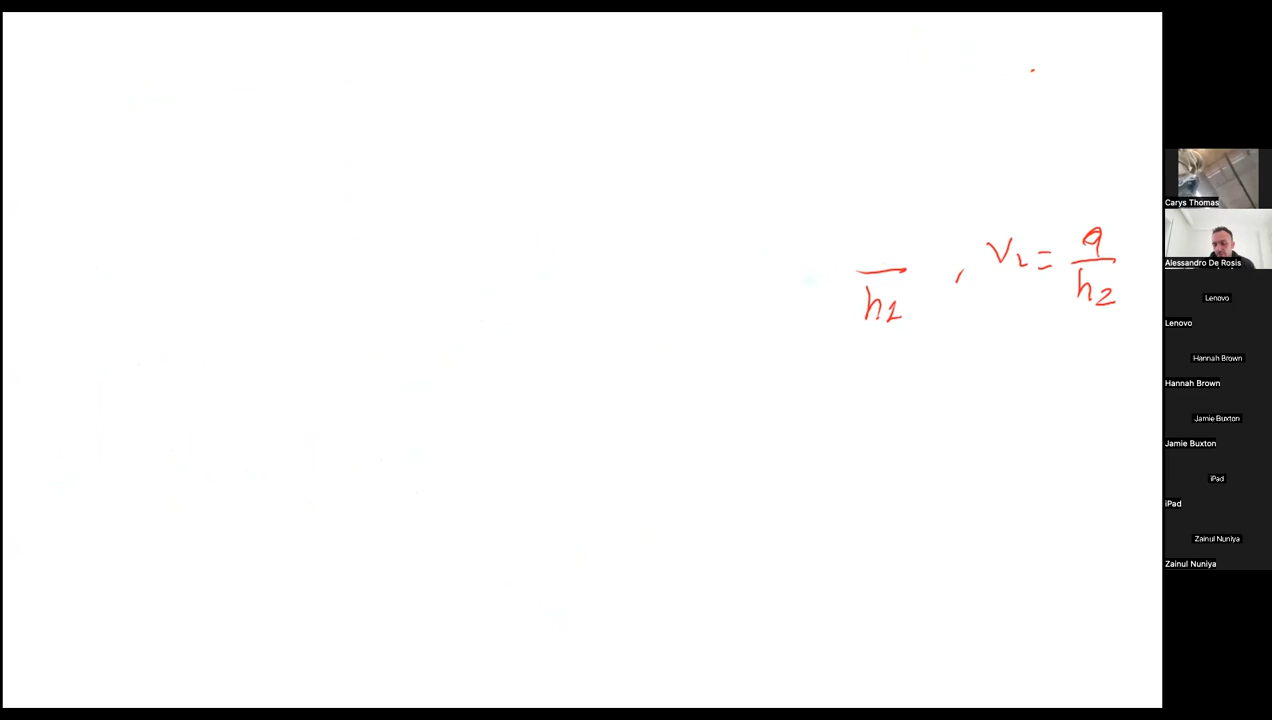 V₂ = q/h₂
—/h₁ ,
Carys Thomas
Alessandro De Rosis
Lenovo
Lenovo
Hannah Brown
Hannah Brown
Jamie Buxton
Jamie Buxton
iPad
iPad
Zainul Nuniya
Zainul Nuniya